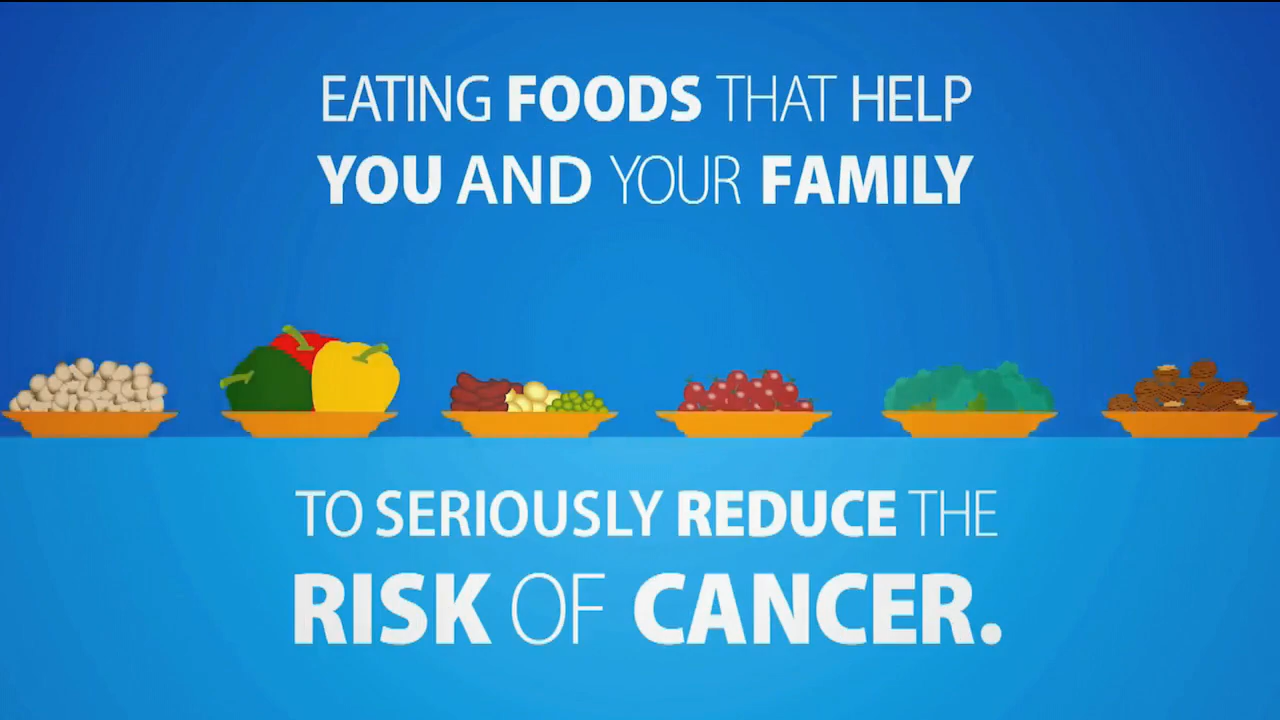 EATING FOODS THAT HELP
YOU AND YOUR FAMILY
TO SERIOUSLY REDUCE THE
RISK OF CANCER.